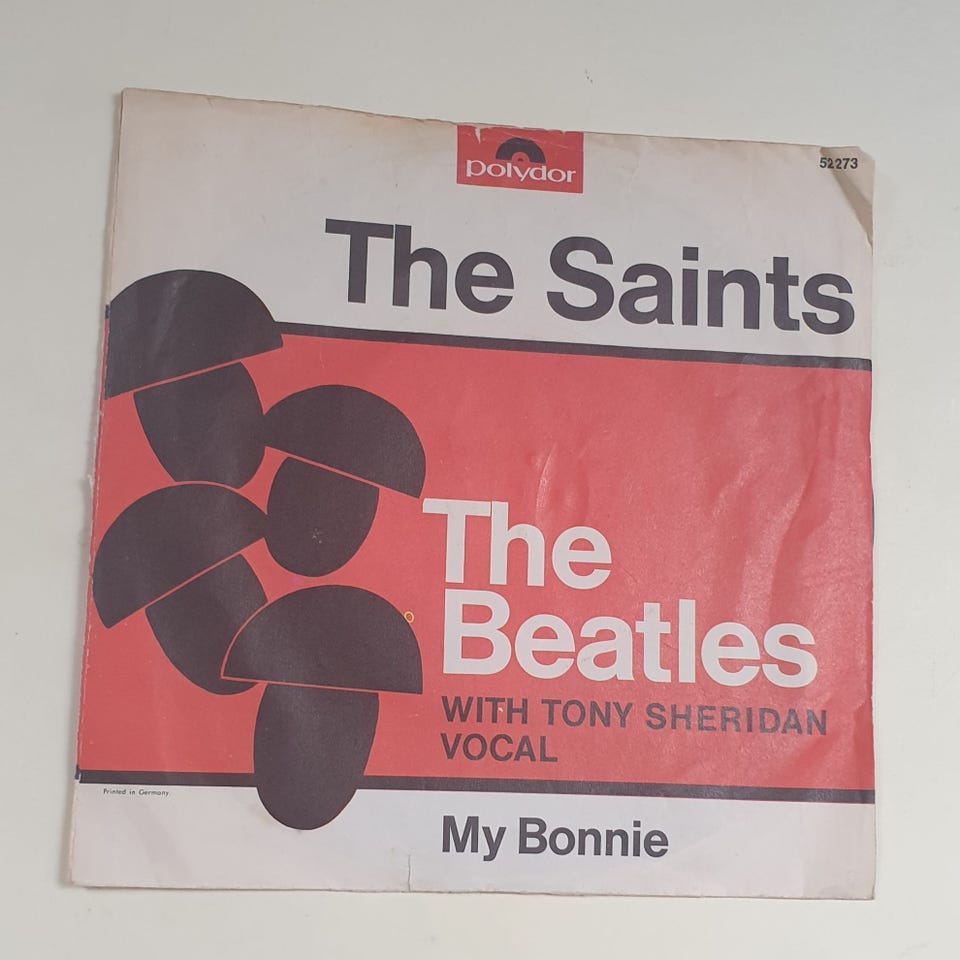 polydor
52273
The Saints
The
Beatles
WITH TONY SHERIDAN
VOCAL
Printed in Germany.
My Bonnie